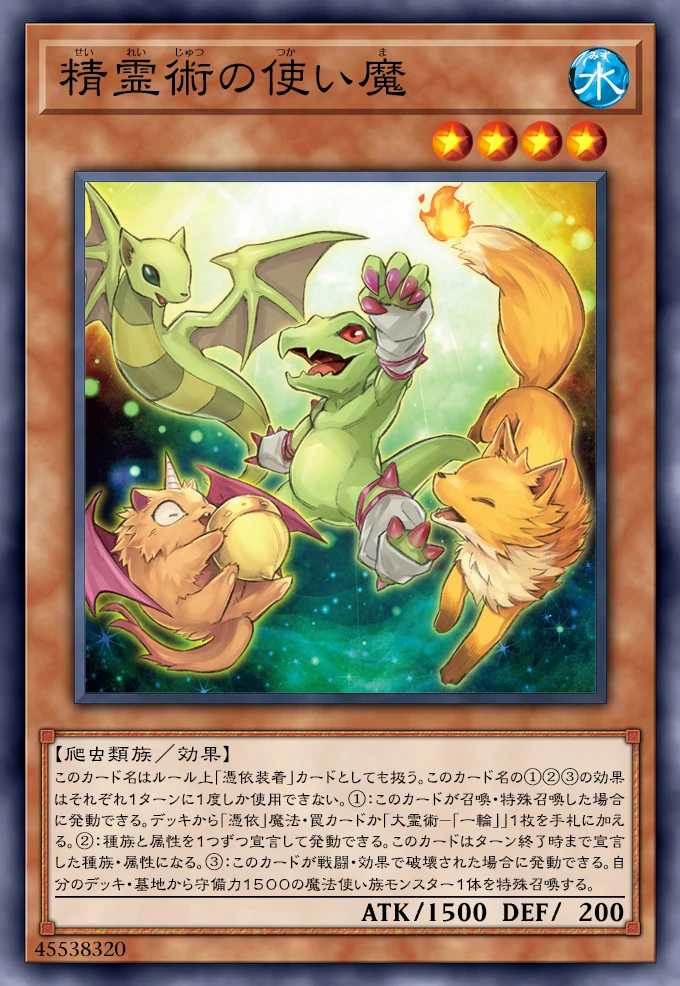 せい れい じゅつ つか ま
精霊術の使い魔
みず
水
【爬虫類族／効果】
このカード名はルール上「憑依装着」カードとしても扱う。このカード名の①②③の効果
はそれぞれ1ターンに1度しか使用できない。①：このカードが召喚・特殊召喚した場合
に発動できる。デッキから「憑依」魔法・罠カードか「大霊術－「一輪」」1枚を手札に加え
る。②：種族と属性を1つずつ宣言して発動できる。このカードはターン終了時まで宣言
した種族・属性になる。③：このカードが戦闘・効果で破壊された場合に発動できる。自
分のデッキ・墓地から守備力1500の魔法使い族モンスター1体を特殊召喚する。
ATK/1500 DEF/ 200
45538320